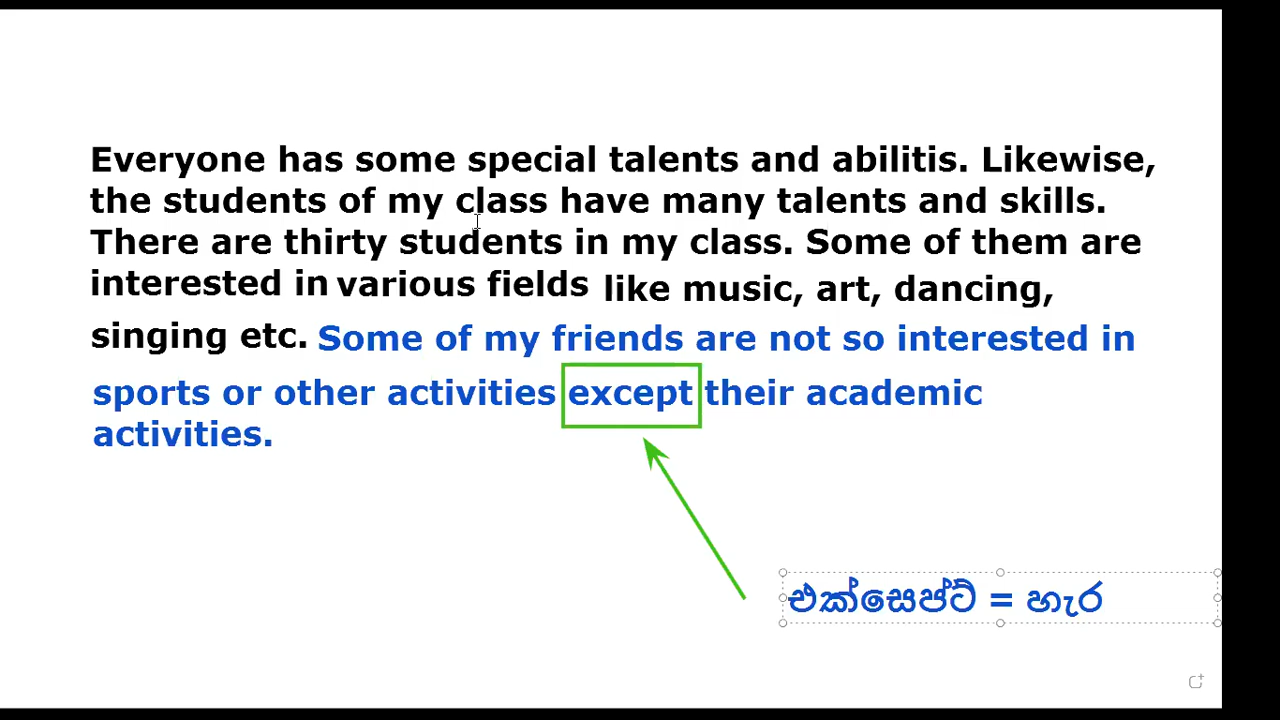 Everyone has some special talents and abilitis. Likewise,
the students of my class have many talents and skills.
There are thirty students in my class. Some of them are
interested in various fields like music, art, dancing,
singing etc. Some of my friends are not so interested in
sports or other activities except their academic
activities.
එක්සෙප්ට් = හැර